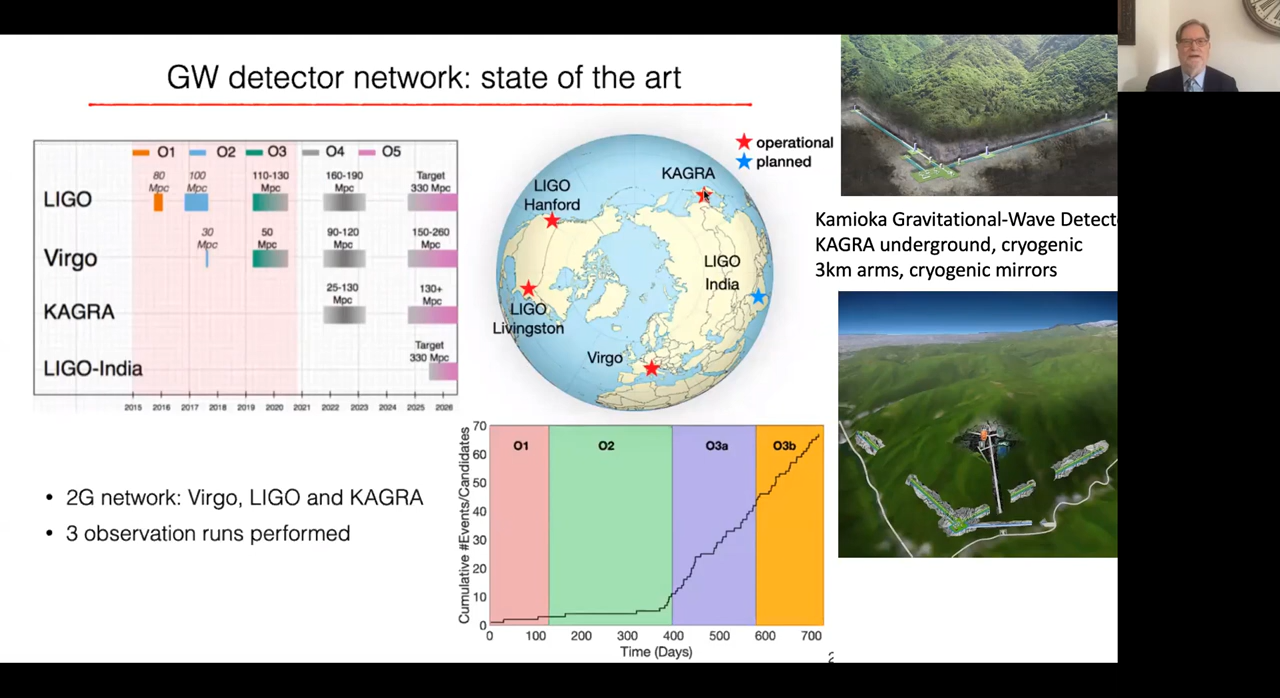 GW detector network: state of the art
O1 O2 O3 O4 O5
80 Mpc
100 Mpc
110-130 Mpc
160-190 Mpc
Target 330 Mpc
LIGO
30 Mpc
50 Mpc
90-120 Mpc
150-260 Mpc
Virgo
25-130 Mpc
130+ Mpc
KAGRA
Target 330 Mpc
LIGO-India
2015 2016 2017 2018 2019 2020 2021 2022 2023 2024 2025 2026
operational
planned
KAGRA
LIGO
Hanford
LIGO
India
LIGO
Livingston
Virgo
Kamioka Gravitational-Wave Detect
KAGRA underground, cryogenic
3km arms, cryogenic mirrors
• 2G network: Virgo, LIGO and KAGRA
• 3 observation runs performed
Cumulative #Events/Candidates
70
60
50
40
30
20
10
0
O1 O2 O3a O3b
0 100 200 300 400 500 600 700
Time (Days)